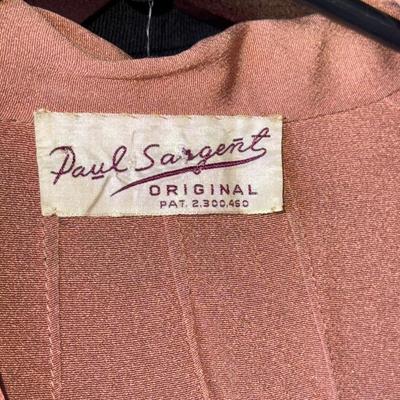 Paul Sargent
ORIGINAL
PAT. 2.300.460